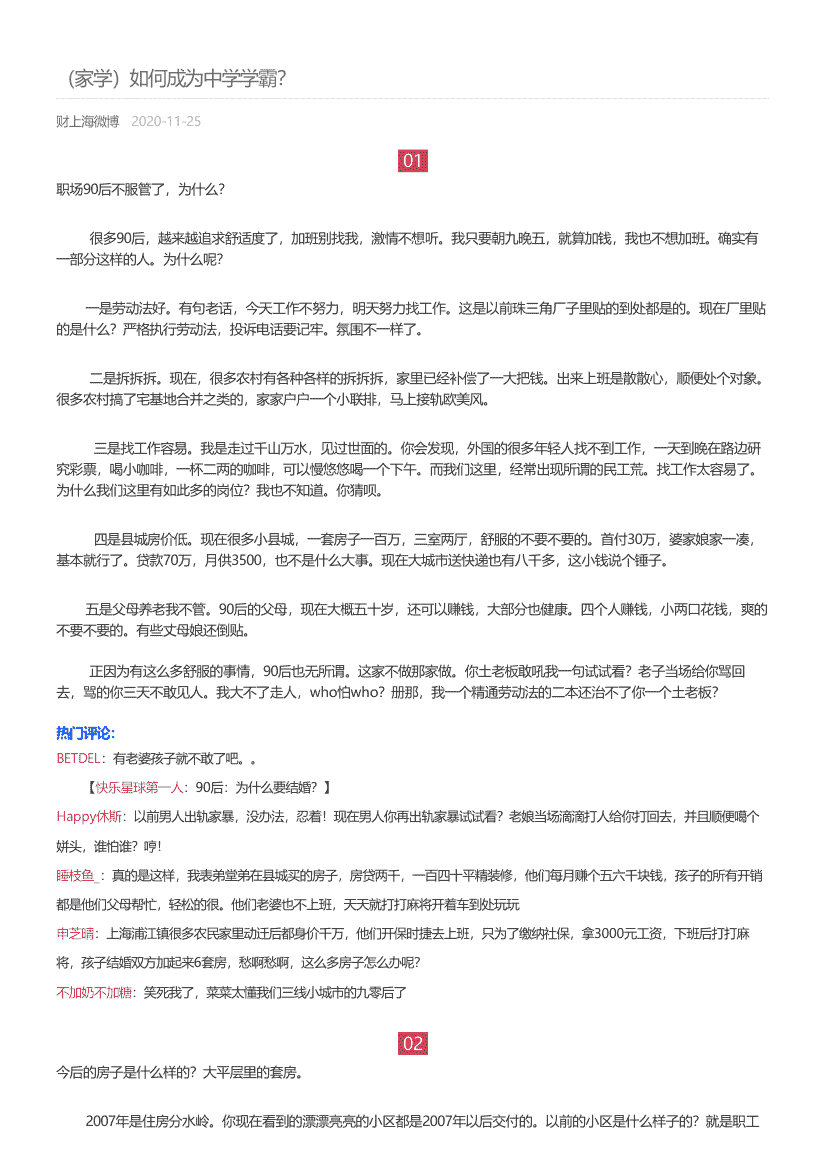 （家学）如何成为中学学霸？
财上海微博 2020-11-25
01
职场90后不服管了，为什么？
很多90后，越来越追求舒适度了，加班别找我，激情不想听。我只要朝九晚五，就算加钱，我也不想加班。确实有
一部分这样的人。为什么呢？
一是劳动法好。有句老话，今天工作不努力，明天努力找工作。这是以前珠三角厂子里贴的到处都是的。现在厂里贴
的是什么？严格执行劳动法，投诉电话要记牢。氛围不一样了。
二是拆拆拆。现在，很多农村有各种各样的拆拆拆，家里已经补偿了一大把钱。出来上班是散散心，顺便处个对象。
很多农村搞了宅基地合并之类的，家家户户一个小联排，马上接轨欧美风。
三是找工作容易。我是走过千山万水，见过世面的。你会发现，外国的很多年轻人找不到工作，一天到晚在路边研
究彩票，喝小咖啡，一杯二两的咖啡，可以慢悠悠喝一个下午。而我们这里，经常出现所谓的民工荒。找工作太容易了。
为什么我们这里有如此多的岗位？我也不知道。你猜呗。
四是县城房价低。现在很多小县城，一套房子一百万，三室两厅，舒服的不要不要的。首付30万，婆家娘家一凑，
基本就行了。贷款70万，月供3500，也不是什么大事。现在大城市送快递也有八千多，这小钱说个锤子。
五是父母养老我不管。90后的父母，现在大概五十岁，还可以赚钱，大部分也健康。四个人赚钱，小两口花钱，爽的
不要不要的。有些丈母娘还倒贴。
正因为有这么多舒服的事情，90后也无所谓。这家不做那家做。你土老板敢吼我一句试试看？老子当场给你骂回
去，骂的你三天不敢见人。我大不了走人，who怕who？册那，我一个精通劳动法的二本还治不了你一个土老板？
热门评论：
BETDEL：有老婆孩子就不敢了吧。。
【快乐星球第一人：90后：为什么要结婚？】
Happy休斯：以前男人出轨家暴，没办法，忍着！现在男人你再出轨家暴试试看？老娘当场滴滴打人给你打回去，并且顺便噶个
姘头，谁怕谁？哼！
睡枝鱼_：真的是这样，我表弟堂弟在县城买的房子，房贷两千，一百四十平精装修，他们每月赚个五六千块钱，孩子的所有开销
都是他们父母帮忙，轻松的很。他们老婆也不上班，天天就打打麻将开着车到处玩玩
申芝晴：上海浦江镇很多农民家里动迁后都身价千万，他们开保时捷去上班，只为了缴纳社保，拿3000元工资，下班后打打麻
将，孩子结婚双方加起来6套房，愁啊愁啊，这么多房子怎么办呢？
不加奶不加糖：笑死我了，菜菜太懂我们三线小城市的九零后了
02
今后的房子是什么样的？大平层里的套房。
2007年是住房分水岭。你现在看到的漂漂亮亮的小区都是2007年以后交付的。以前的小区是什么样子的？就是职工